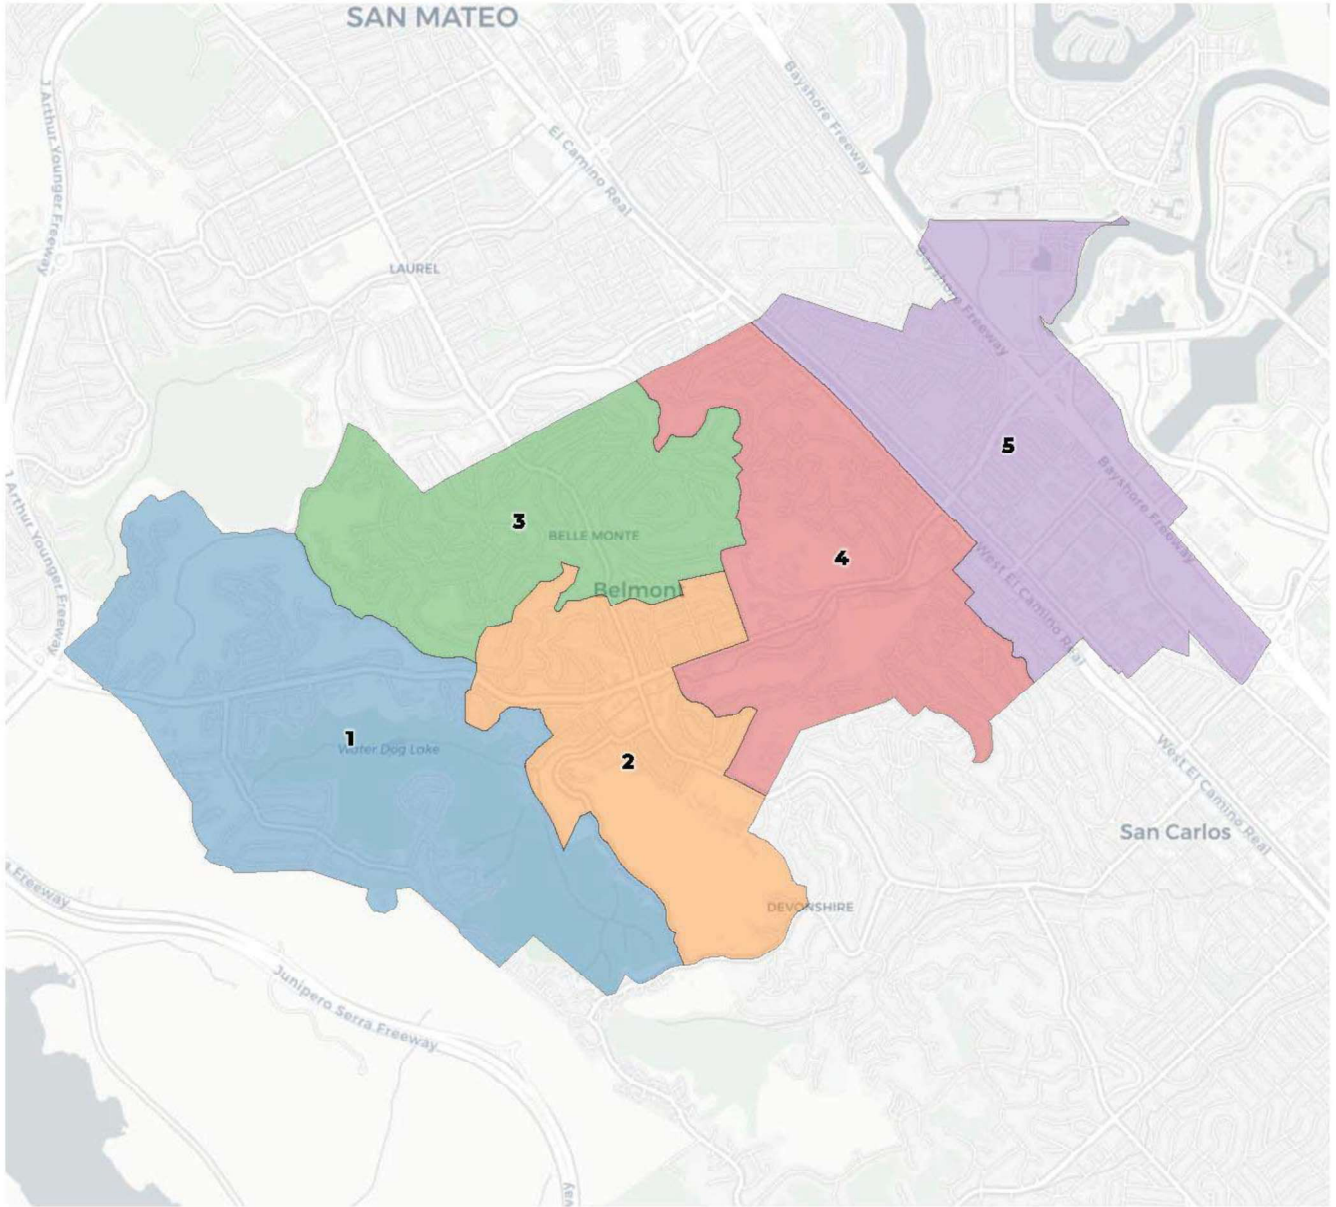 SAN MATEO
Bayshore Freeway
J Arthur Younger Freeway
El Camino Real
LAUREL
Bayshore Freeway
5
Bayshore Freeway
J Arthur Younger Freeway
3
BELLE MONTE
4
Belmont
West El Camino Real
1
Water Dog Lake
2
West El Camino Real
San Carlos
a Freeway
DEVONSHIRE
Junipero Serra Freeway
way